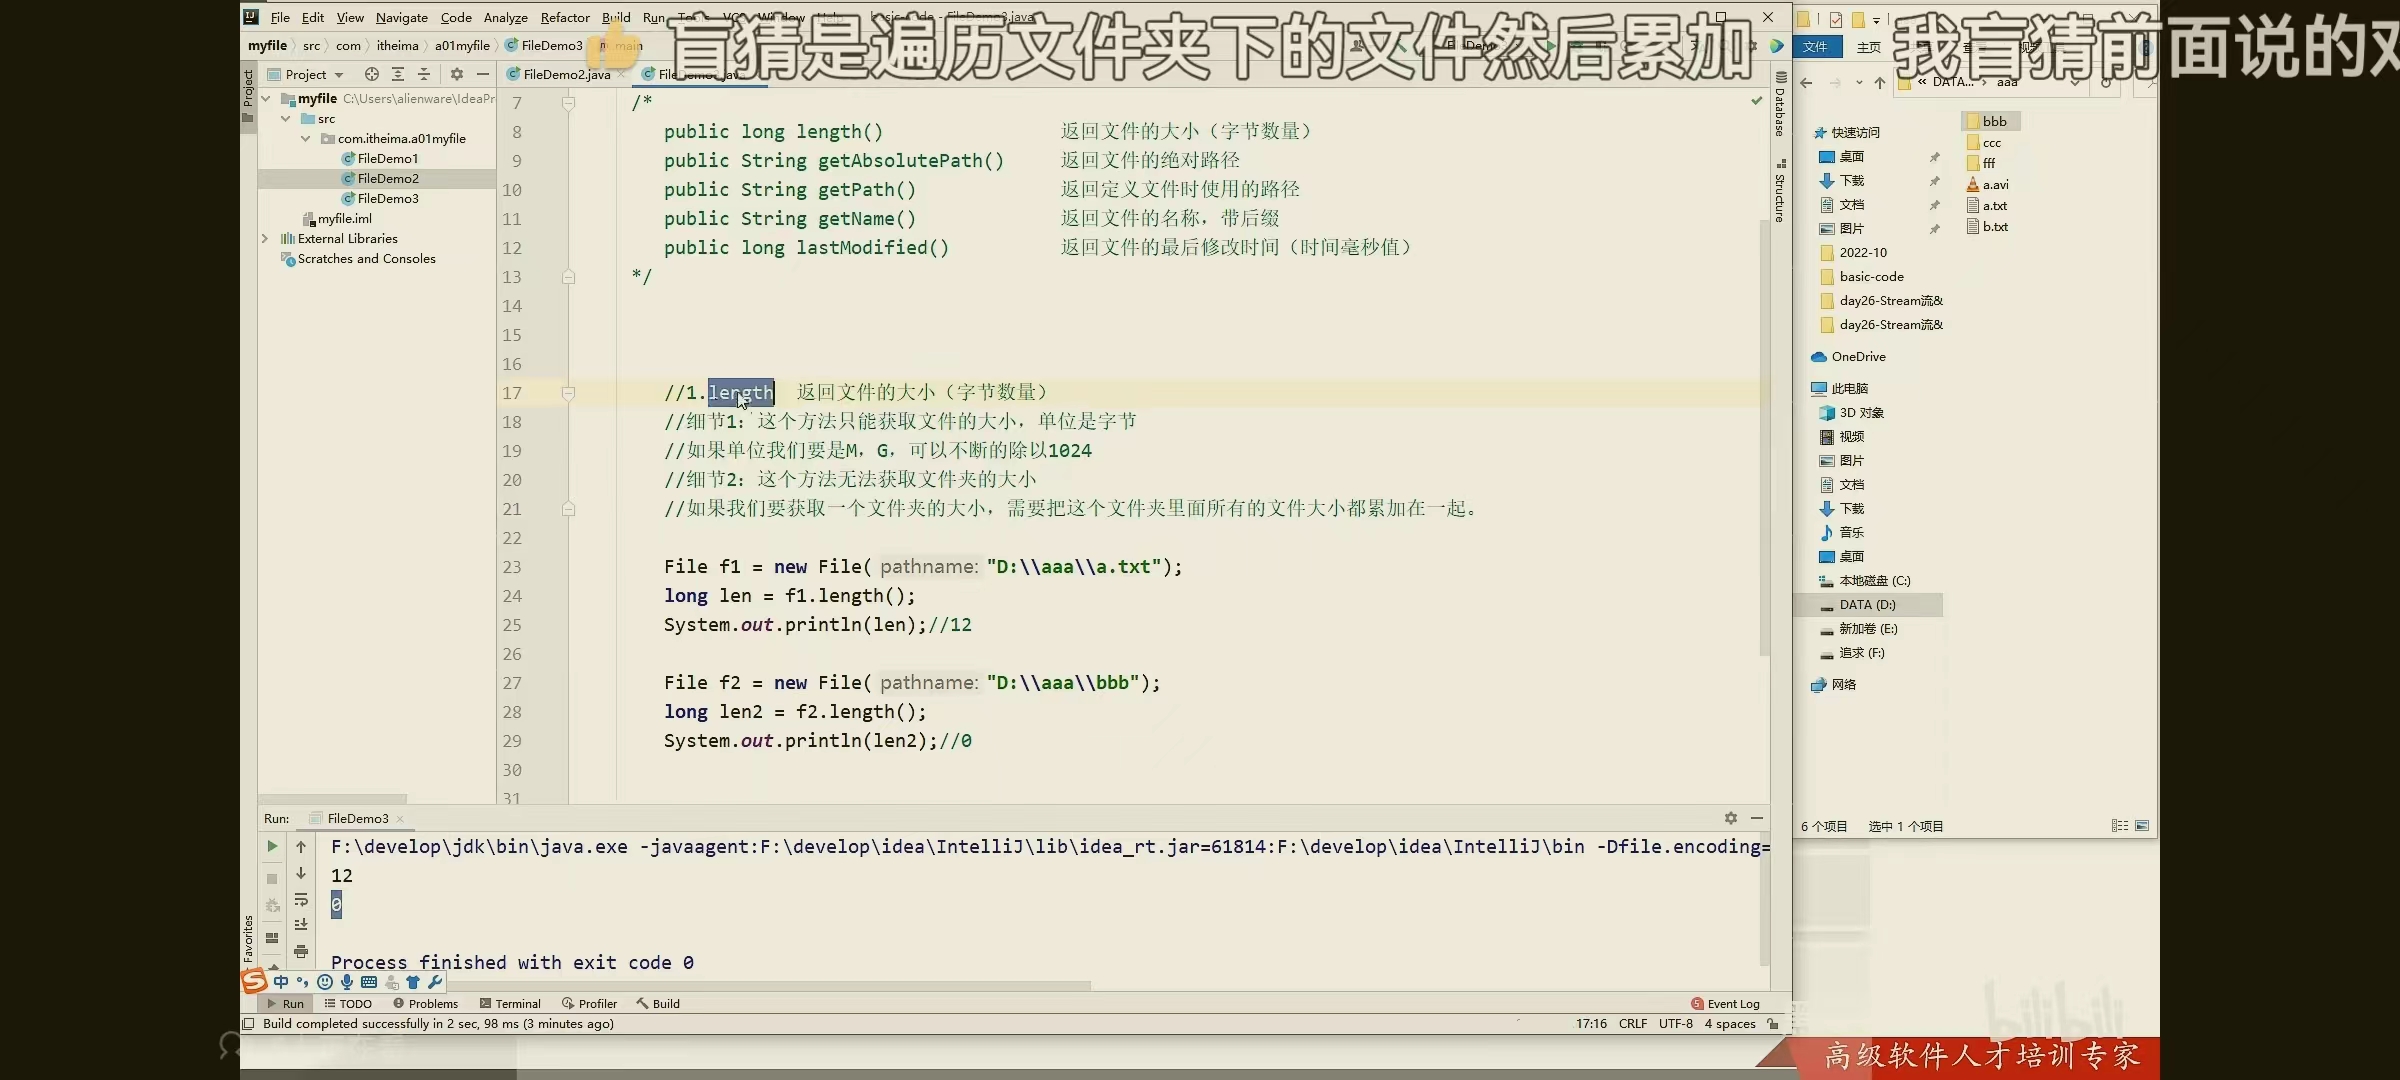 File Edit View Navigate Code Analyze Refactor Build Run Tools VCS Window Help
盲猜是遍历文件夹下的文件然后累加
我盲猜前面说的对
myfile src com itheima a01myfile FileDemo3 main
文件 主页
Project
FileDemo2.java
« DATA... › aaa
Project
myfile C:\Users\alienware\IdeaPr
src
com.itheima.a01myfile
FileDemo1
FileDemo2
FileDemo3
myfile.iml
External Libraries
Scratches and Consoles
7 /*
8 public long length() 返回文件的大小（字节数量）
9 public String getAbsolutePath() 返回文件的绝对路径
10 public String getPath() 返回定义文件时使用的路径
11 public String getName() 返回文件的名称，带后缀
12 public long lastModified() 返回文件的最后修改时间（时间毫秒值）
13 */
14
15
16
17 //1.length 返回文件的大小（字节数量）
18 //细节1：这个方法只能获取文件的大小，单位是字节
19 //如果单位我们要是M，G，可以不断的除以1024
20 //细节2：这个方法无法获取文件夹的大小
21 //如果我们要获取一个文件夹的大小，需要把这个文件夹里面所有的文件大小都累加在一起。
22
23 File f1 = new File( pathname: "D:\\aaa\\a.txt");
24 long len = f1.length();
25 System.out.println(len);//12
26
27 File f2 = new File( pathname: "D:\\aaa\\bbb");
28 long len2 = f2.length();
29 System.out.println(len2);//0
30
31
Database
Structure
快速访问
桌面
下载
文档
图片
2022-10
basic-code
day26-Stream流&
day26-Stream流&
OneDrive
此电脑
3D 对象
视频
图片
文档
下载
音乐
桌面
本地磁盘 (C:)
DATA (D:)
新加卷 (E:)
追求 (F:)
网络
bbb
ccc
fff
a.avi
a.txt
b.txt
6 个项目 选中 1 个项目
Run: FileDemo3
F:\develop\jdk\bin\java.exe -javaagent:F:\develop\idea\IntelliJ\lib\idea_rt.jar=61814:F:\develop\idea\IntelliJ\bin -Dfile.encoding=
12
0
Process finished with exit code 0
Favorites
中
Run TODO Problems Terminal Profiler Build
5 Event Log
Build completed successfully in 2 sec, 98 ms (3 minutes ago)
17:16 CRLF UTF-8 4 spaces
bilibili
高级软件人才培训专家